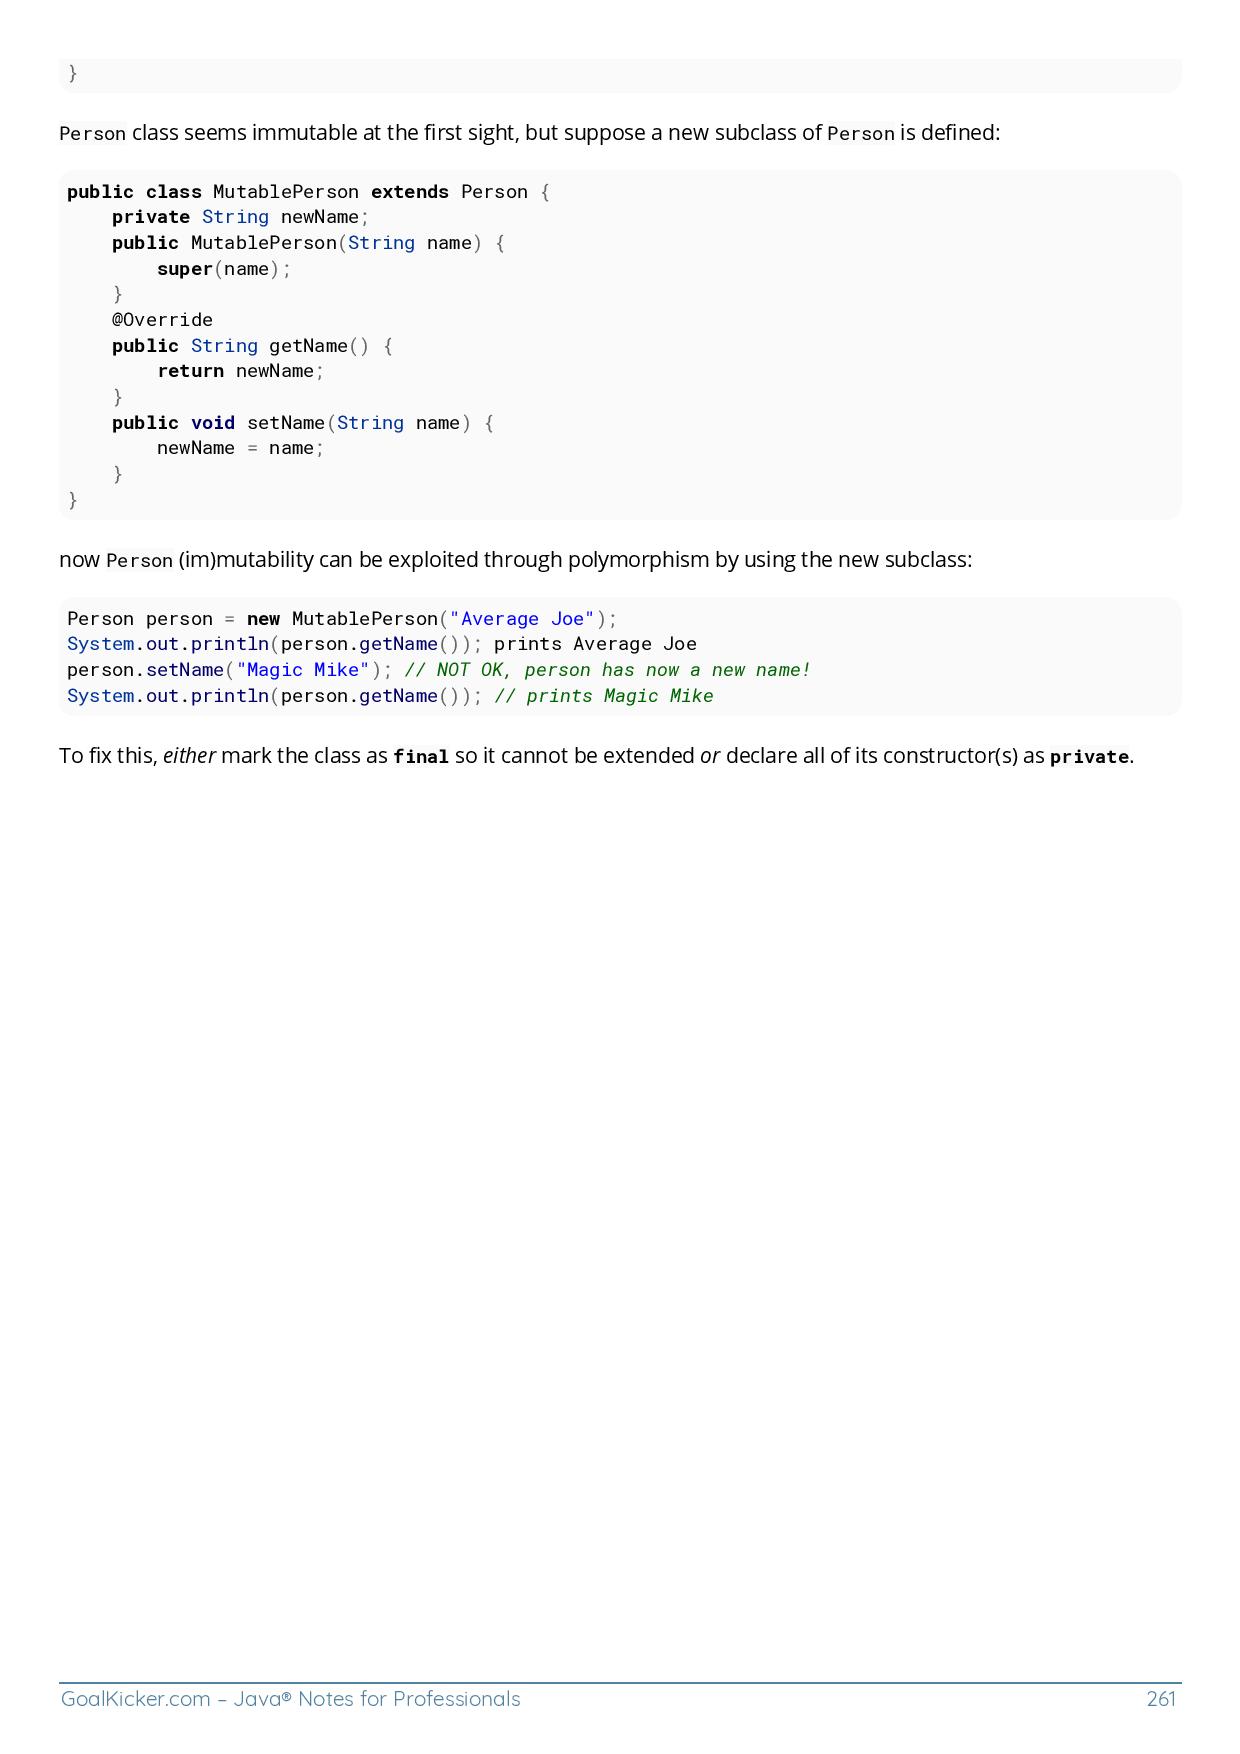 }
Person class seems immutable at the first sight, but suppose a new subclass of Person is defined:
public class MutablePerson extends Person {
    private String newName;
    public MutablePerson(String name) {
        super(name);
    }
    @Override
    public String getName() {
        return newName;
    }
    public void setName(String name) {
        newName = name;
    }
}
now Person (im)mutability can be exploited through polymorphism by using the new subclass:
Person person = new MutablePerson("Average Joe");
System.out.println(person.getName()); prints Average Joe
person.setName("Magic Mike"); // NOT OK, person has now a new name!
System.out.println(person.getName()); // prints Magic Mike
To fix this, either mark the class as final so it cannot be extended or declare all of its constructor(s) as private.
GoalKicker.com – Java® Notes for Professionals 261